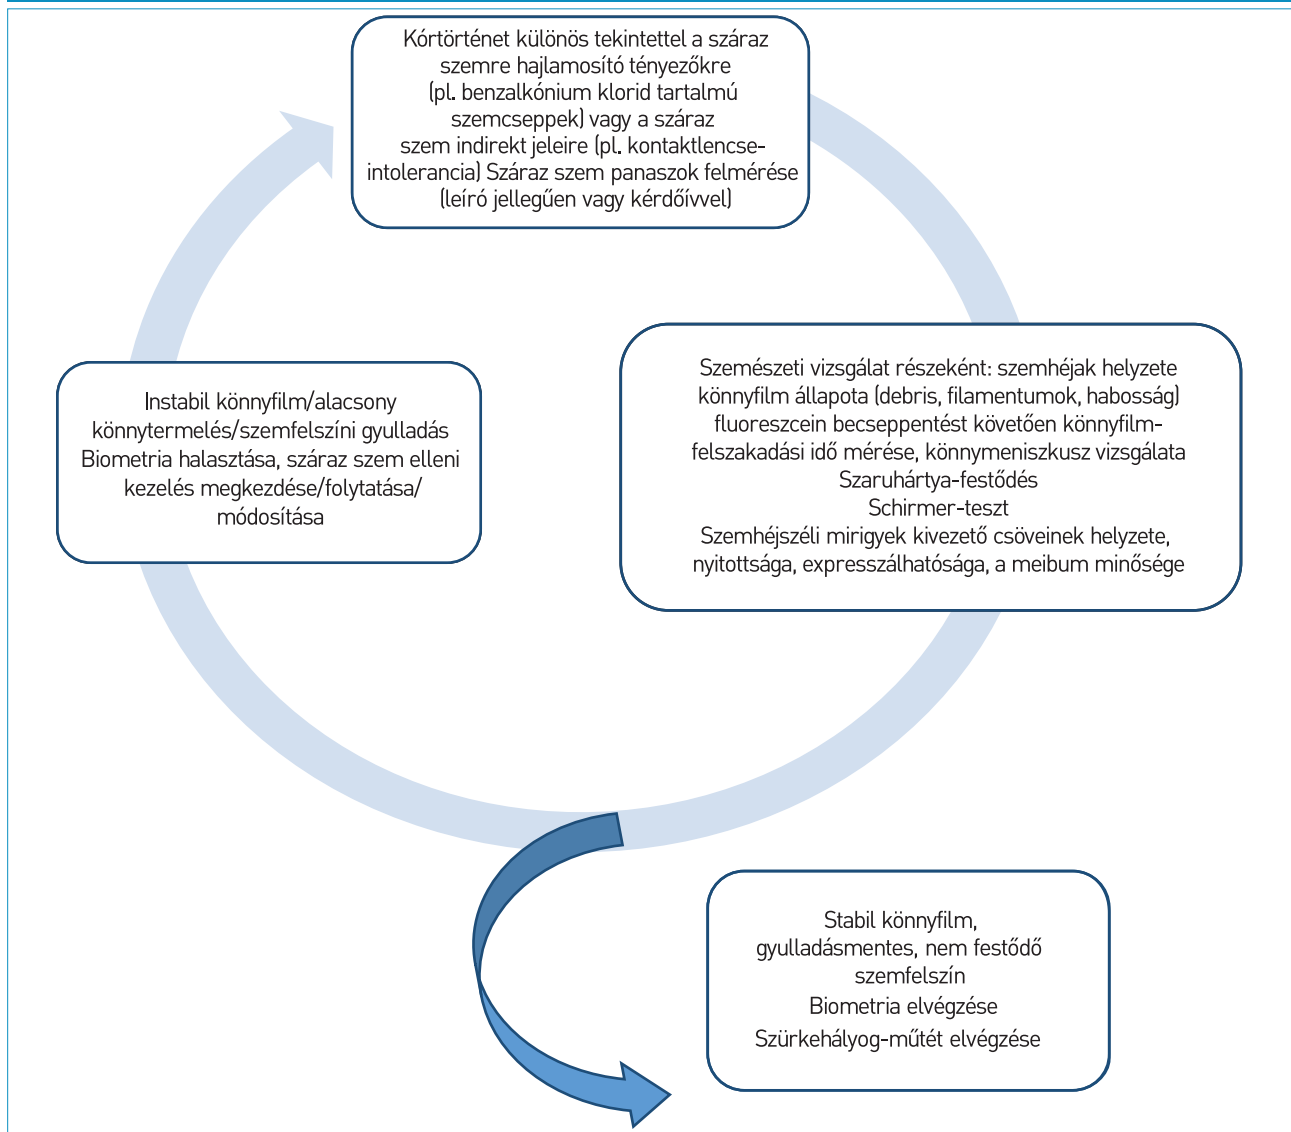 Kórtörténet különös tekintettel a száraz
szemre hajlamosító tényezőkre
(pl. benzalkónium klorid tartalmú
szemcseppek) vagy a száraz
szem indirekt jeleire (pl. kontaktlencse-
intolerancia) Száraz szem panaszok felmérése
(leíró jellegűen vagy kérdőívvel)
Szemészeti vizsgálat részeként: szemhéjak helyzete
könnyfilm állapota (debris, filamentumok, habosság)
fluoreszcein becseppentést követően könnyfilm-
felszakadási idő mérése, könnymeniszkusz vizsgálata
Szaruhártya-festődés
Schirmer-teszt
Szemhéjszéli mirigyek kivezető csöveinek helyzete,
nyitottsága, expresszálhatósága, a meibum minősége
Instabil könnyfilm/alacsony
könnytermelés/szemfelszíni gyulladás
Biometria halasztása, száraz szem elleni
kezelés megkezdése/folytatása/
módosítása
Stabil könnyfilm,
gyulladásmentes, nem festődő
szemfelszín
Biometria elvégzése
Szürkehályog-műtét elvégzése